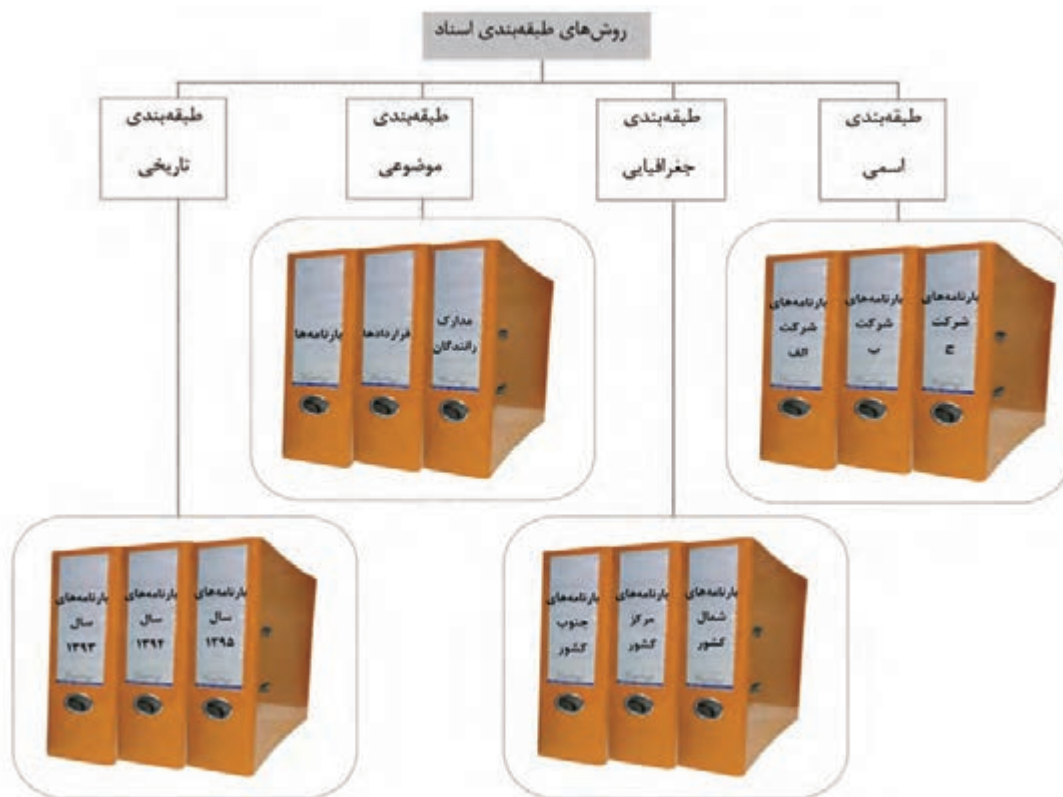 روش‌های طبقه‌بندی اسناد
طبقه‌بندی
اسمی
طبقه‌بندی
جغرافیایی
طبقه‌بندی
موضوعی
طبقه‌بندی
تاریخی
بارنامه‌های
شرکت
ج
بارنامه‌های
شرکت
ب
بارنامه‌های
شرکت
الف
مدارک
رانندگان
قراردادها
بارنامه‌ها
بارنامه‌های
شمال
کشور
بارنامه‌های
مرکز
کشور
بارنامه‌های
جنوب
کشور
بارنامه‌های
سال
۱۳۹۵
بارنامه‌های
سال
۱۳۹۴
بارنامه‌های
سال
۱۳۹۳